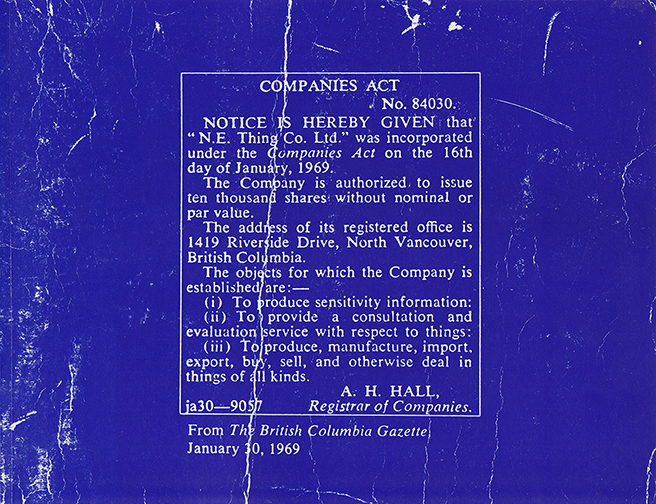 COMPANIES ACT
No. 84030.
NOTICE IS HEREBY GIVEN that
“N.E. Thing Co. Ltd.” was incorporated
under the Companies Act on the 16th
day of January, 1969.
The Company is authorized to issue
ten thousand shares without nominal or
par value.
The address of its registered office is
1419 Riverside Drive, North Vancouver,
British Columbia.
The objects for which the Company is
established are:—
(i) To produce sensitivity information:
(ii) To provide a consultation and
evaluation service with respect to things:
(iii) To produce, manufacture, import,
export, buy, sell, and otherwise deal in
things of all kinds.
A. H. HALL,
ja30—9057 Registrar of Companies.
From The British Columbia Gazette
January 30, 1969